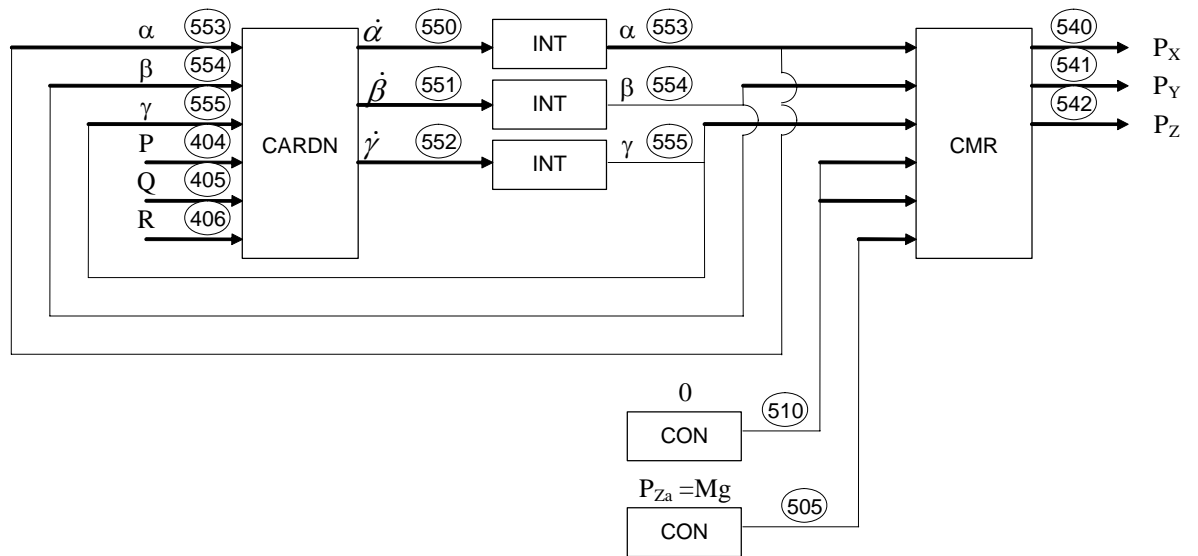 α 553 α̇ 550 INT α 553 540 P_X
β 554 β̇ 551 INT β 554 541 P_Y
γ 555 γ̇ 552 INT γ 555 542 P_Z
P 404 CARDN CMR
Q 405
R 406
0
CON 510
P_Za =Mg
CON 505